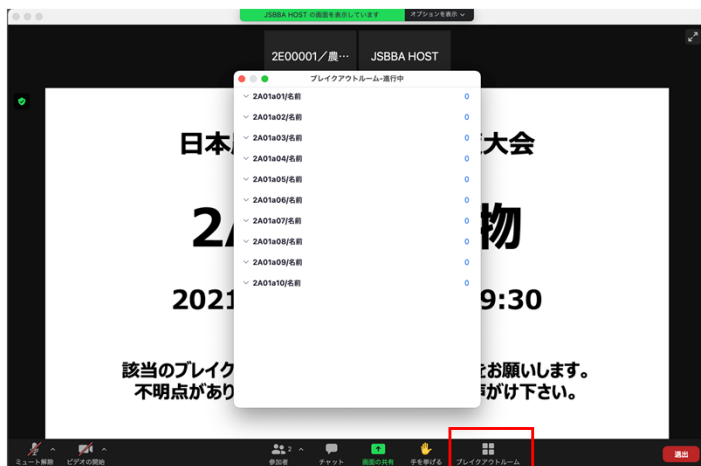 JSBBA HOST の画面を表示しています
オプションを表示
2E00001／農…
JSBBA HOST
ブレイクアウトルーム-進行中
2A01a01/名前 0
2A01a02/名前 0
2A01a03/名前 0
2A01a04/名前 0
2A01a05/名前 0
2A01a06/名前 0
2A01a07/名前 0
2A01a08/名前 0
2A01a09/名前 0
2A01a10/名前 0
日本
大会
2
物
2021
9:30
該当のブレイク
をお願いします。
不明点があり
声がけ下さい。
ミュート解除
ビデオの開始
2
参加者
チャット
画面の共有
手を挙げる
ブレイクアウトルーム
退出